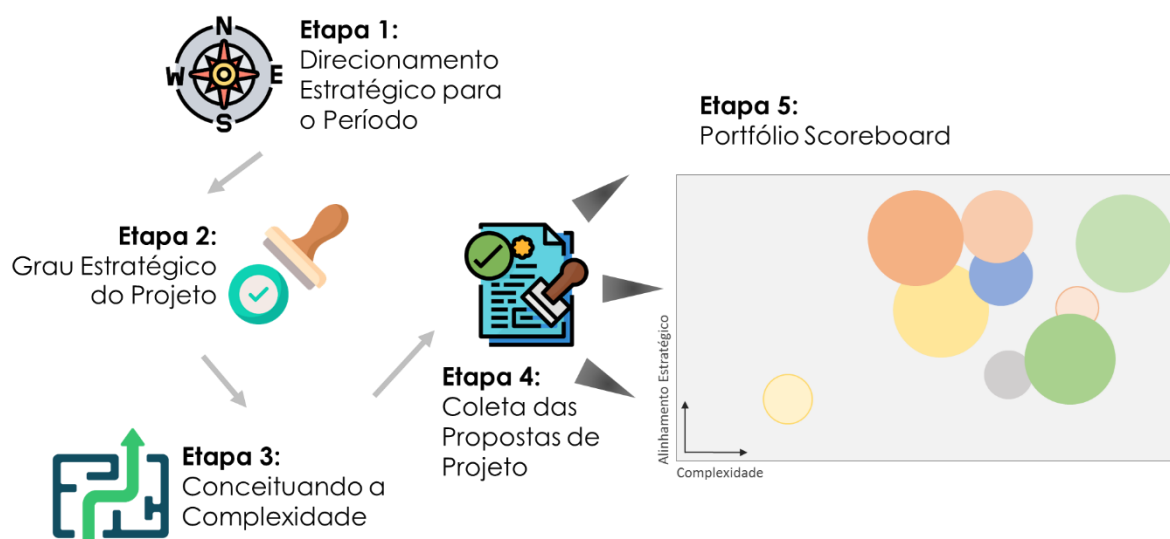 N
W
E
S
Etapa 1:
Direcionamento
Estratégico para
o Período
Etapa 2:
Grau Estratégico
do Projeto
Etapa 3:
Conceituando a
Complexidade
Etapa 4:
Coleta das
Propostas de
Projeto
Etapa 5:
Portfólio Scoreboard
Alinhamento Estratégico
Complexidade